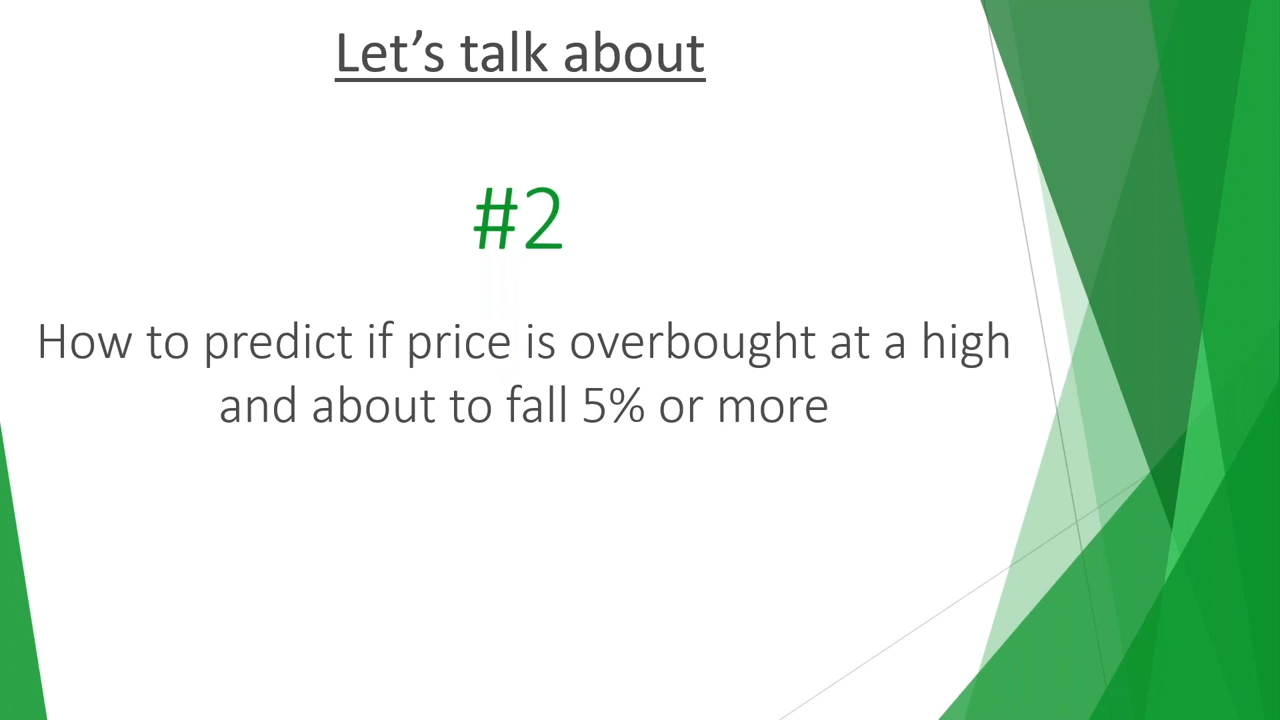 Let’s talk about
#2
How to predict if price is overbought at a high
and about to fall 5% or more